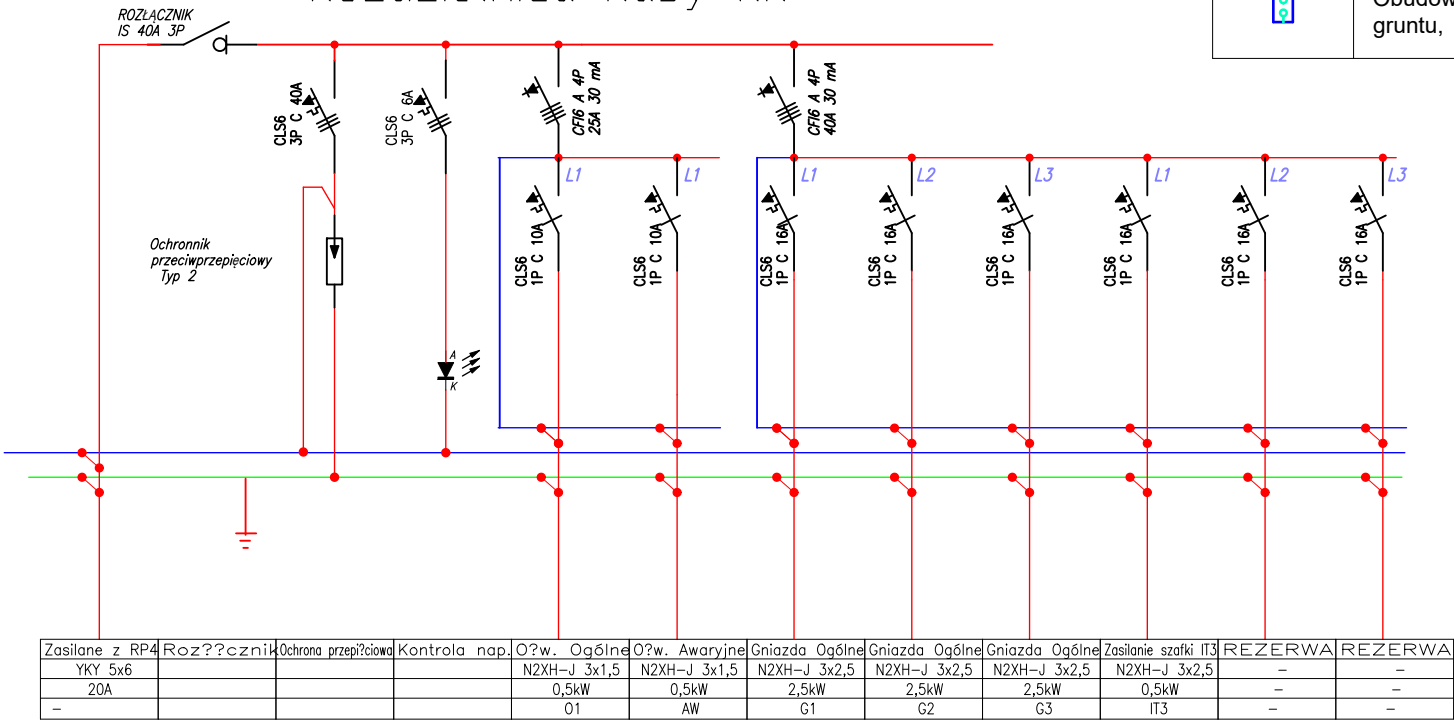 ROZŁĄCZNIK
IS 40A 3P
Obudow
gruntu,
CLS6
3P C 40A
CLS6
3P C 6A
CFI6 A 4P
25A 30 mA
CFI6 A 4P
40A 30 mA
L1
L1
L1
L2
L3
L1
L2
L3
CLS6
1P C 10A
CLS6
1P C 10A
CLS6
1P C 16A
CLS6
1P C 16A
CLS6
1P C 16A
CLS6
1P C 16A
CLS6
1P C 16A
CLS6
1P C 16A
Ochronnik
przeciwprzepięciowy
Typ 2
A
K
Zasilane z RP4 Roz??cznik Ochrona przepi?ciowa Kontrola nap. O?w. Ogólne O?w. Awaryjne Gniazda Ogólne Gniazda Ogólne Gniazda Ogólne Zasilanie szafki IT3 REZERWA REZERWA
YKY 5x6 N2XH-J 3x1,5 N2XH-J 3x1,5 N2XH-J 3x2,5 N2XH-J 3x2,5 N2XH-J 3x2,5 N2XH-J 3x2,5 - -
20A 0,5kW 0,5kW 2,5kW 2,5kW 2,5kW 0,5kW - -
- O1 AW G1 G2 G3 IT3 - -